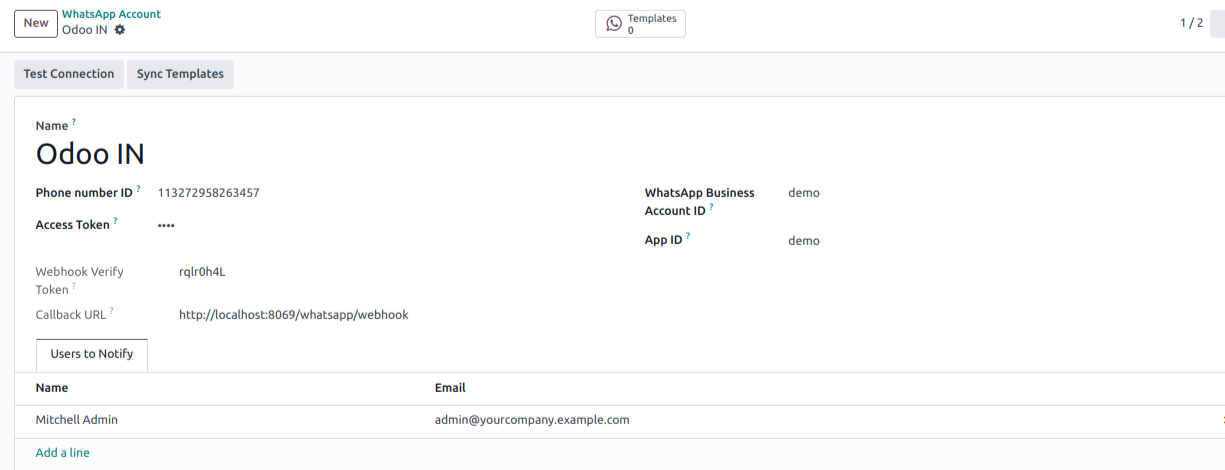 New
WhatsApp Account
Odoo IN
Templates
0
1 / 2
Test Connection
Sync Templates
Name ?
Odoo IN
Phone number ID ? 113272958263457
WhatsApp Business
Account ID ?
demo
Access Token ? ••••
App ID ? demo
Webhook Verify
Token ?
rqlr0h4L
Callback URL ? http://localhost:8069/whatsapp/webhook
Users to Notify
Name Email
Mitchell Admin admin@yourcompany.example.com
Add a line